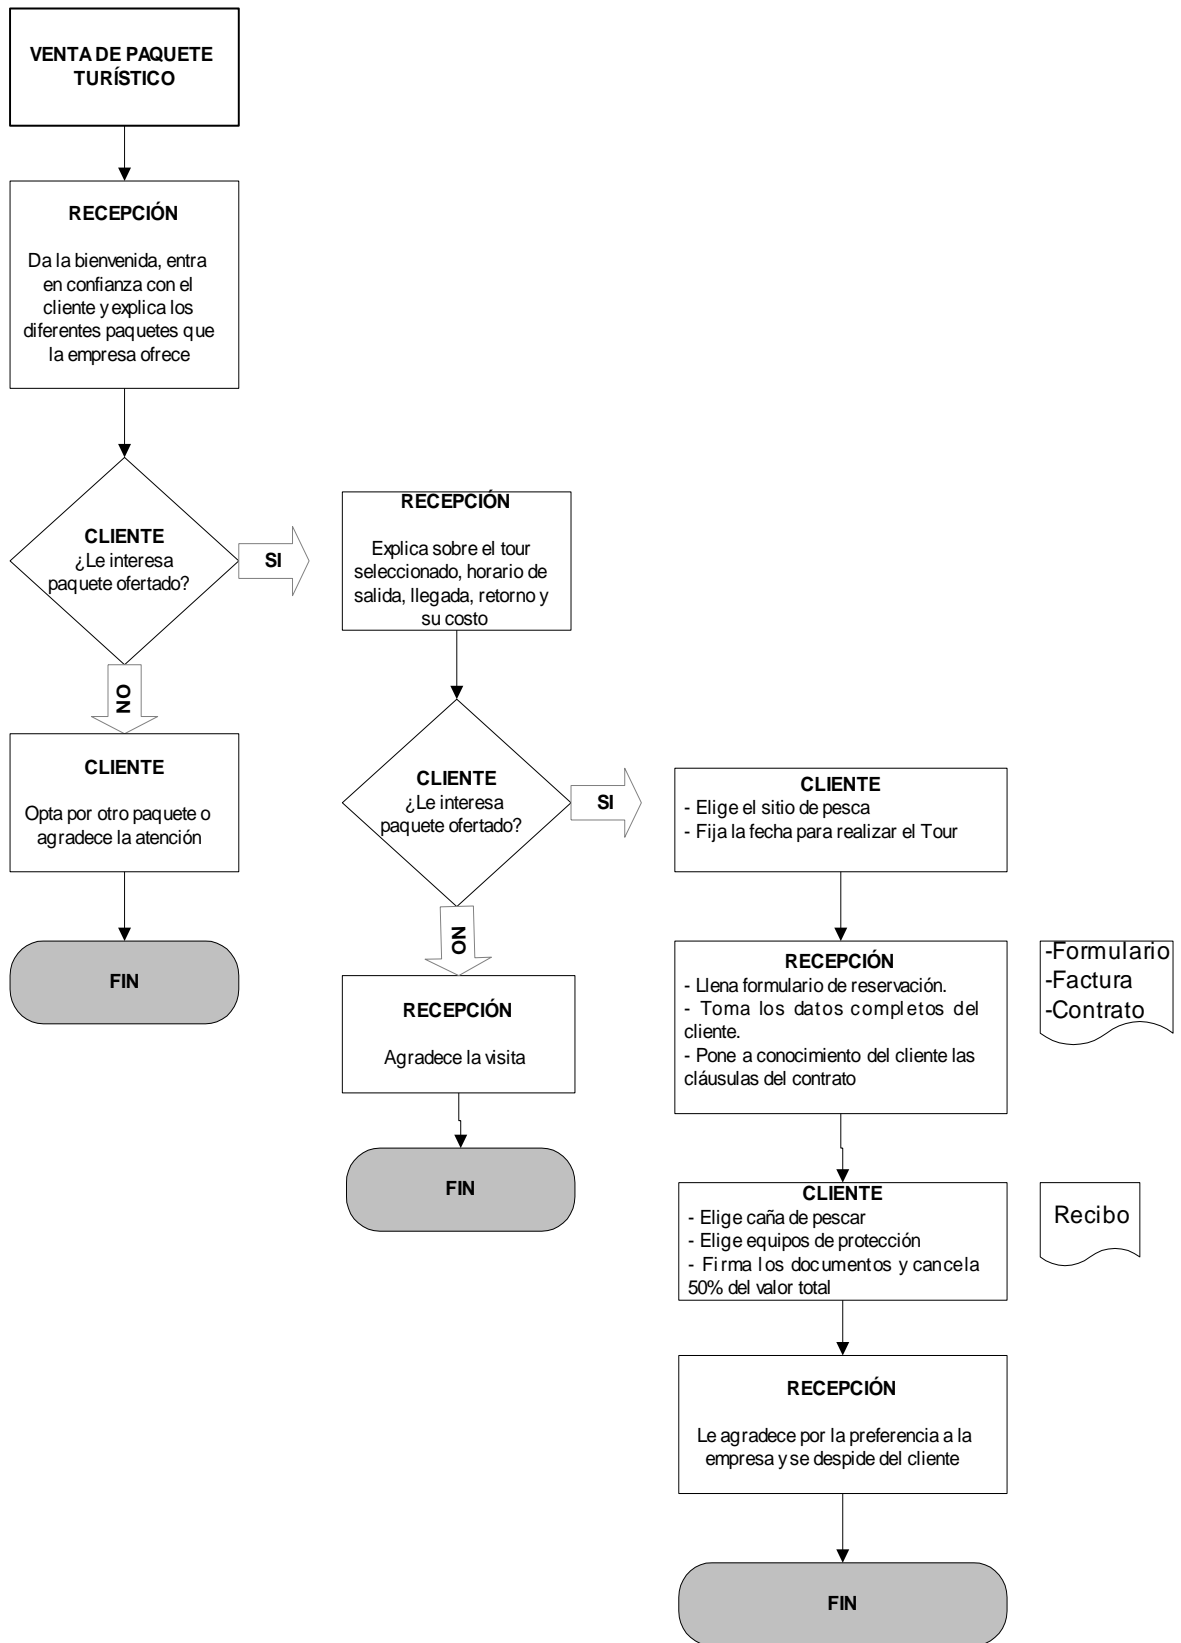 VENTA DE PAQUETE
TURÍSTICO
RECEPCIÓN
Da la bienvenida, entra
en confianza con el
cliente y explica los
diferentes paquetes que
la empresa ofrece
CLIENTE
¿Le interesa
paquete ofertado?
SI
NO
CLIENTE
Opta por otro paquete o
agradece la atención
FIN
RECEPCIÓN
Explica sobre el tour
seleccionado, horario de
salida, llegada, retorno y
su costo
CLIENTE
¿Le interesa
paquete ofertado?
SI
NO
RECEPCIÓN
Agradece la visita
FIN
CLIENTE
- Elige el sitio de pesca
- Fija la fecha para realizar el Tour
RECEPCIÓN
- Llena formulario de reservación.
- Toma los datos completos del
cliente.
- Pone a conocimiento del cliente las
cláusulas del contrato
-Formulario
-Factura
-Contrato
CLIENTE
- Elige caña de pescar
- Elige equipos de protección
- Firma los documentos y cancela
50% del valor total
Recibo
RECEPCIÓN
Le agradece por la preferencia a la
empresa y se despide del cliente
FIN